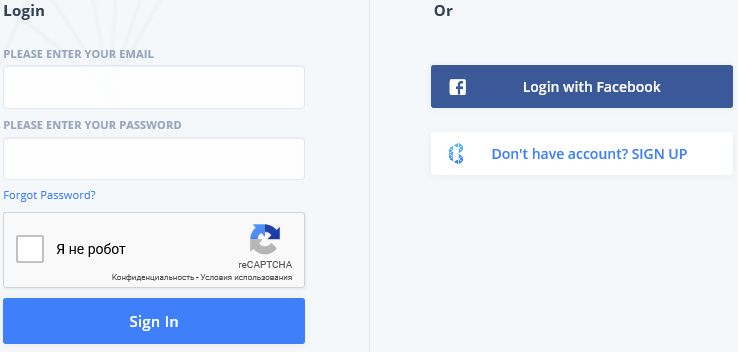 Login
PLEASE ENTER YOUR EMAIL
PLEASE ENTER YOUR PASSWORD
Forgot Password?
Я не робот
reCAPTCHA
Конфиденциальность - Условия использования
Sign In
Or
Login with Facebook
Don't have account? SIGN UP